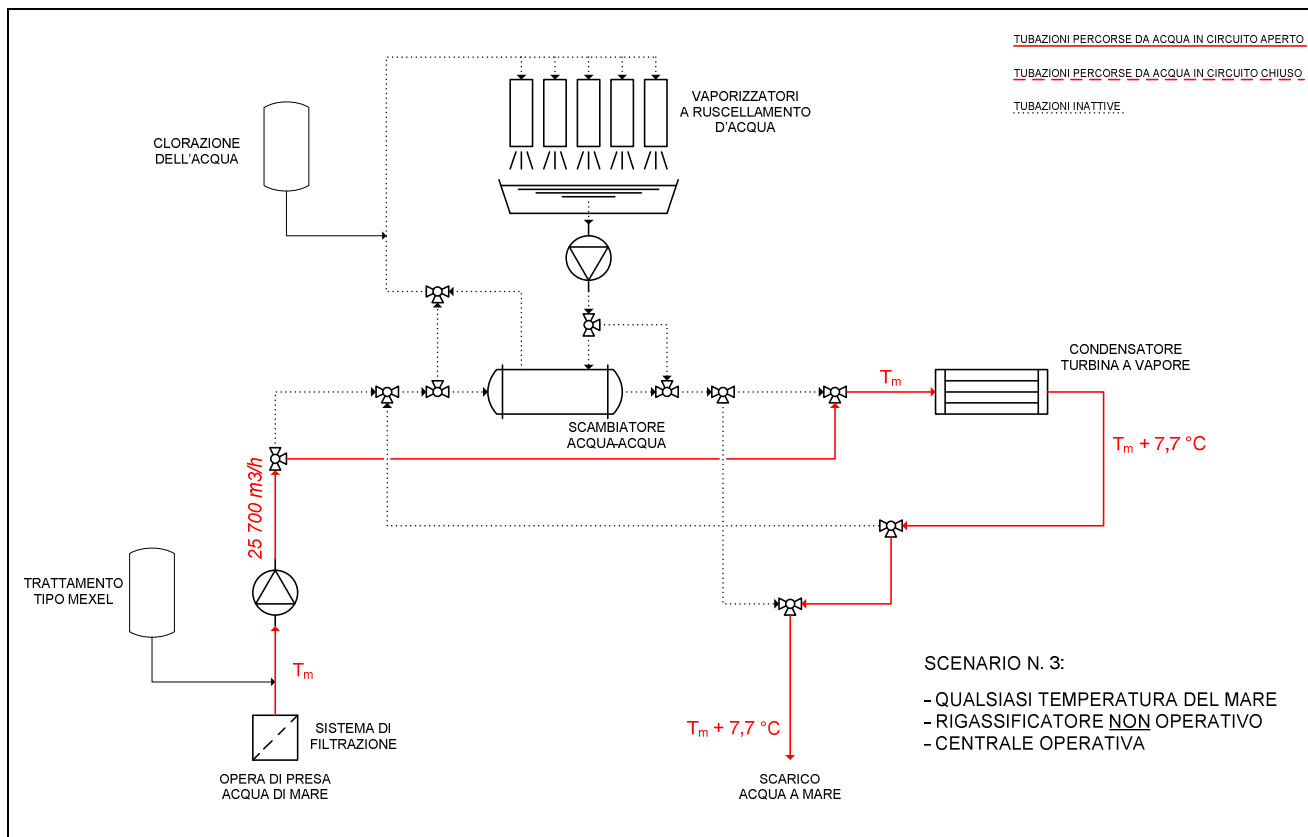 TUBAZIONI PERCORSE DA ACQUA IN CIRCUITO APERTO
TUBAZIONI PERCORSE DA ACQUA IN CIRCUITO CHIUSO
TUBAZIONI INATTIVE
VAPORIZZATORI
A RUSCELLAMENTO
D'ACQUA
CLORAZIONE
DELL'ACQUA
CONDENSATORE
TURBINA A VAPORE
Tm
SCAMBIATORE
ACQUA-ACQUA
Tm + 7,7 °C
25 700 m3/h
TRATTAMENTO
TIPO MEXEL
Tm
SISTEMA DI
FILTRAZIONE
OPERA DI PRESA
ACQUA DI MARE
Tm + 7,7 °C
SCARICO
ACQUA A MARE
SCENARIO N. 3:
- QUALSIASI TEMPERATURA DEL MARE
- RIGASSIFICATORE NON OPERATIVO
- CENTRALE OPERATIVA